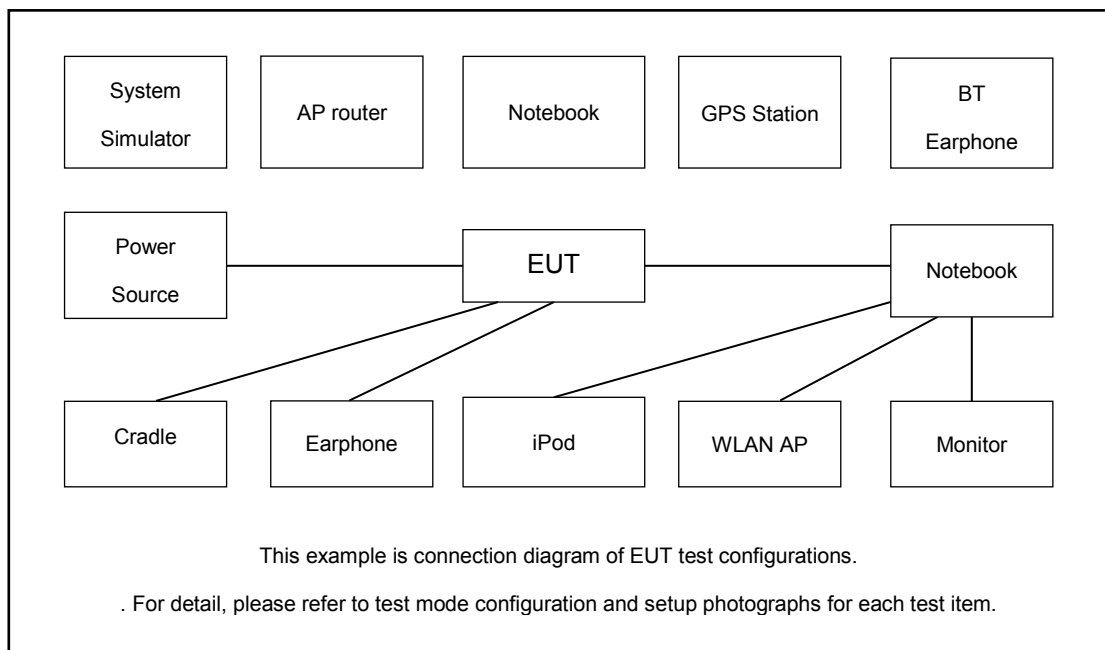 System
Simulator
AP router
Notebook
GPS Station
BT
Earphone
Power
Source
EUT
Notebook
Cradle
Earphone
iPod
WLAN AP
Monitor
This example is connection diagram of EUT test configurations.
. For detail, please refer to test mode configuration and setup photographs for each test item.